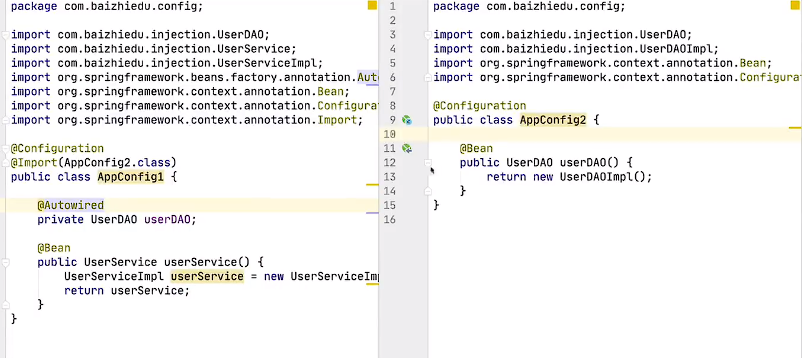 package com.baizhiedu.config;
import com.baizhiedu.injection.UserDAO;
import com.baizhiedu.injection.UserService;
import com.baizhiedu.injection.UserServiceImpl;
import org.springframework.beans.factory.annotation.Aut
import org.springframework.context.annotation.Bean;
import org.springframework.context.annotation.Configura
import org.springframework.context.annotation.Import;
@Configuration
@Import(AppConfig2.class)
public class AppConfig1 {
@Autowired
private UserDAO userDAO;
@Bean
public UserService userService() {
UserServiceImpl userService = new UserServiceImp
return userService;
}
}
1 package com.baizhiedu.config;
2
3 import com.baizhiedu.injection.UserDAO;
4 import com.baizhiedu.injection.UserDAOImpl;
5 import org.springframework.context.annotation.Bean;
6 import org.springframework.context.annotation.Configurat
7
8 @Configuration
9 public class AppConfig2 {
10
11 @Bean
12 public UserDAO userDAO() {
13 return new UserDAOImpl();
14 }
15 }
16